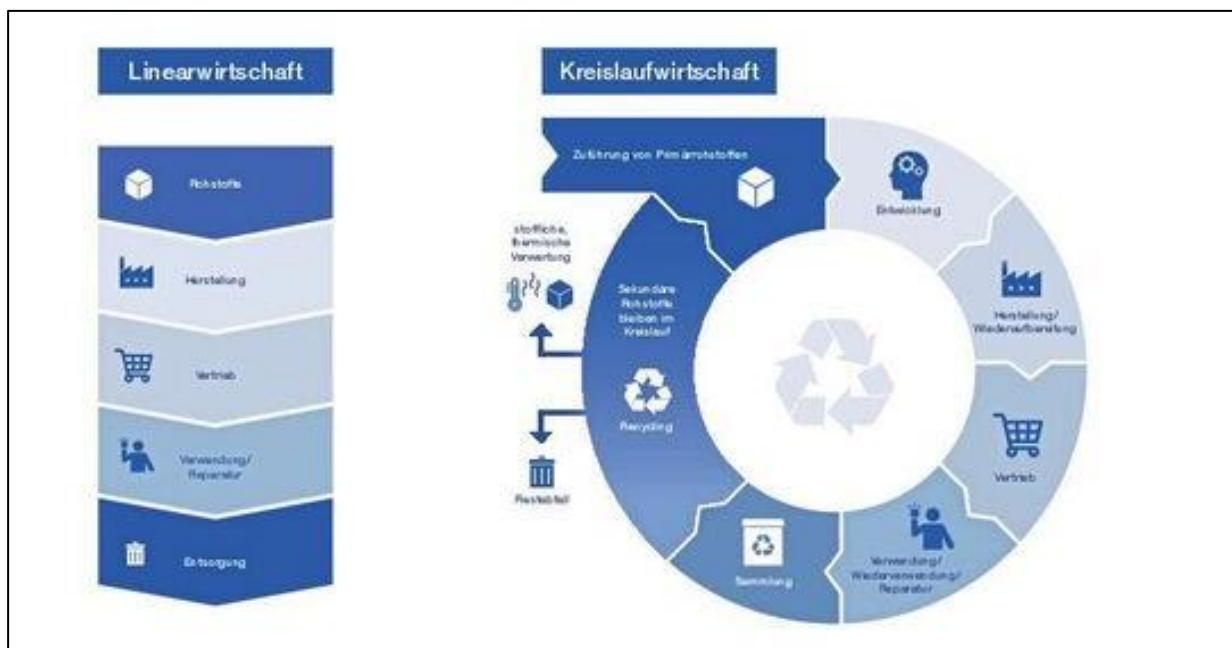 Linearwirtschaft
Rohstoffe
Herstellung
Vertrieb
Verwendung/
Reparatur
Entsorgung
Kreislaufwirtschaft
Zuführung von Primärrohstoffen
Entwicklung
Herstellung/
Wiederaufbereitung
Vertrieb
Verwendung/
Wiederverwendung/
Reparatur
Sammlung
Sekundäre
Rohstoffe
bleiben im
Kreislauf
Recycling
stoffliche,
thermische
Verwertung
Restabfall